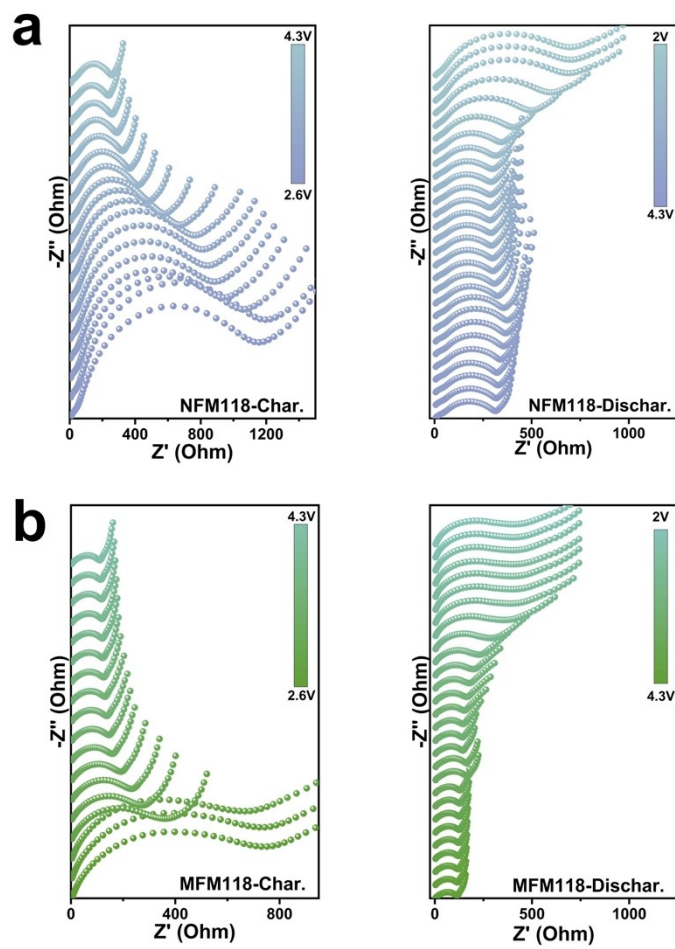 a
4.3V
2.6V
-Z" (Ohm)
NFM118-Char.
0 400 800 1200
Z' (Ohm)
2V
4.3V
-Z" (Ohm)
NFM118-Dischar.
0 500 1000
Z' (Ohm)
b
4.3V
2.6V
-Z" (Ohm)
MFM118-Char.
0 400 800
Z' (Ohm)
2V
4.3V
-Z" (Ohm)
MFM118-Dischar.
0 500 1000
Z' (Ohm)